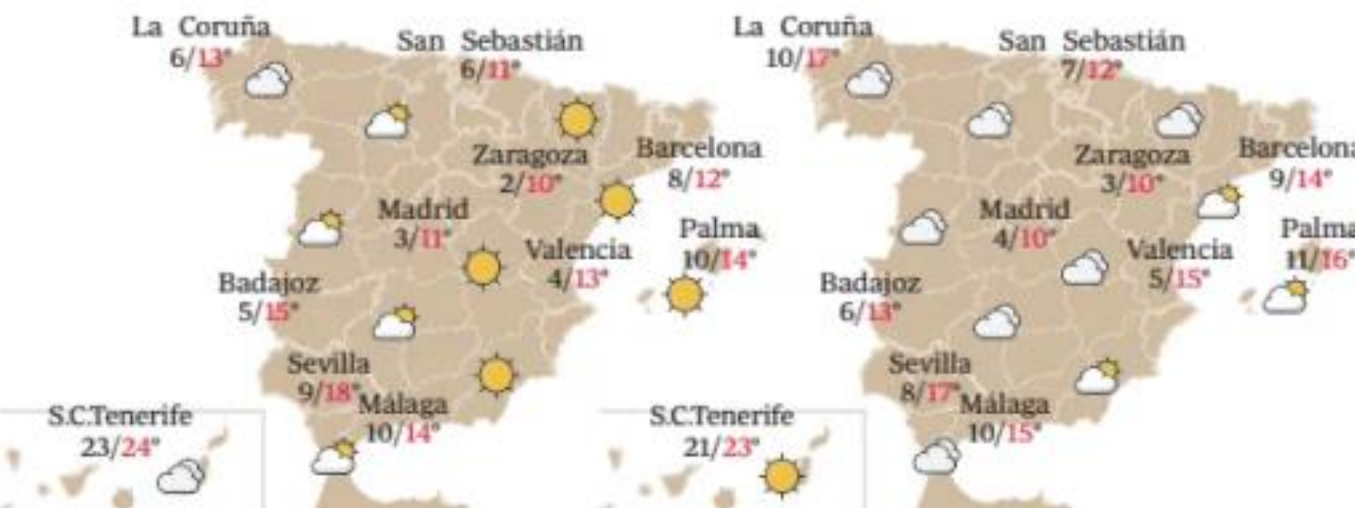 La Coruña
6/13°
San Sebastián
6/11°
Zaragoza
2/10°
Barcelona
8/12°
Madrid
3/11°
Valencia
4/13°
Palma
10/14°
Badajoz
5/15°
Sevilla
9/18°
Málaga
10/14°
S.C.Tenerife
23/24°
La Coruña
10/17°
San Sebastián
7/12°
Zaragoza
3/10°
Barcelona
9/14°
Madrid
4/10°
Valencia
5/15°
Palma
11/16°
Badajoz
6/13°
Sevilla
8/17°
Málaga
10/15°
S.C.Tenerife
21/23°